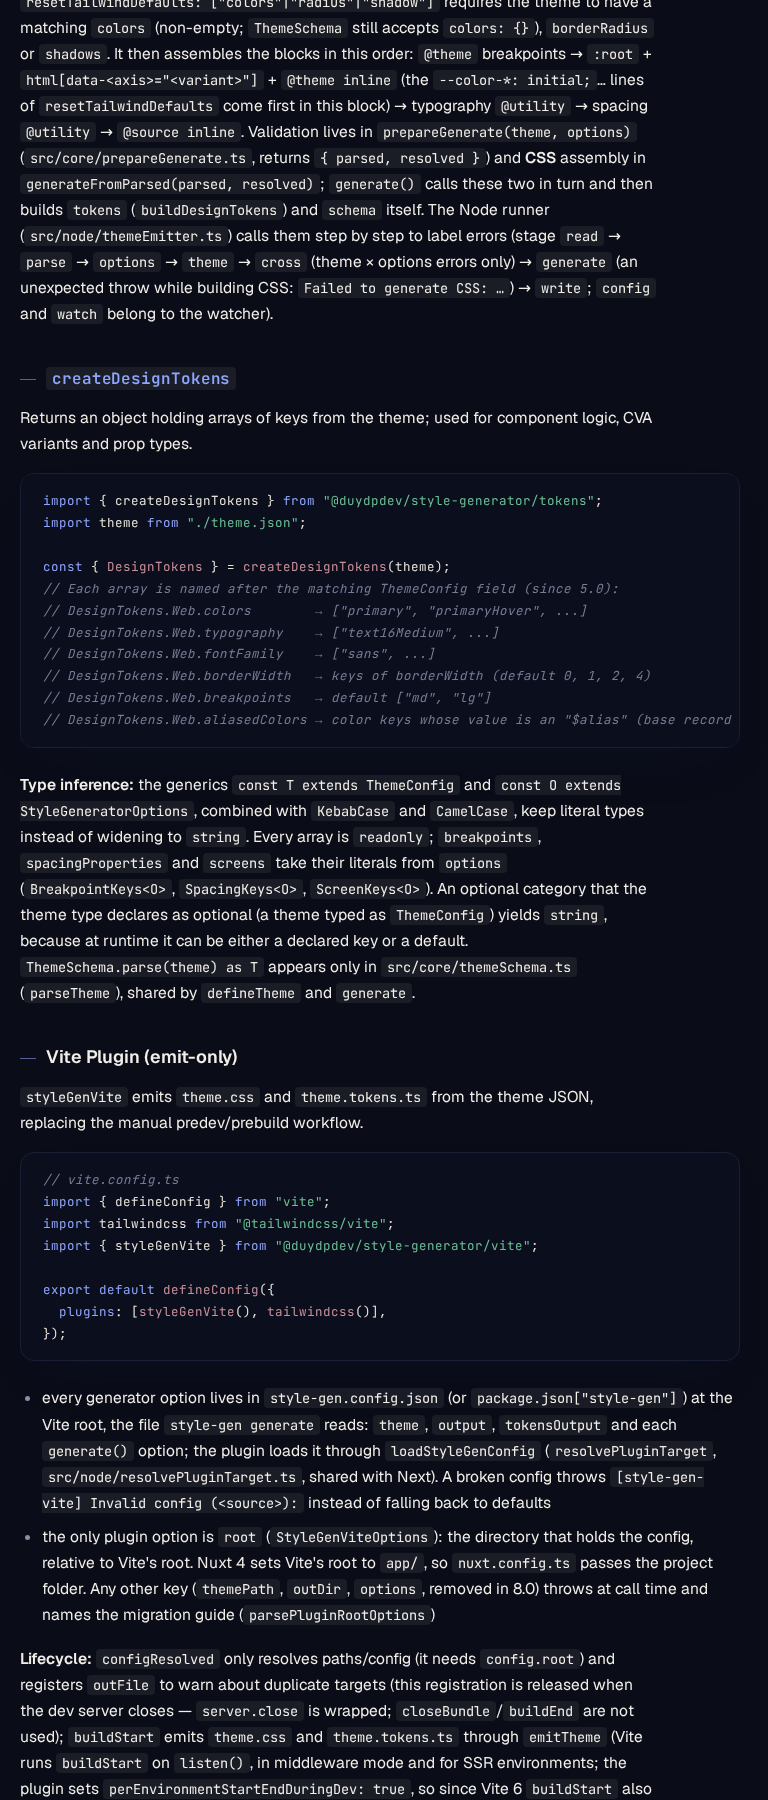 resetTailwindDefaults: ["colors"|"radius"|"shadow"] requires the theme to have a
matching colors (non-empty; ThemeSchema still accepts colors: {} ), borderRadius
or shadows. It then assembles the blocks in this order: @theme breakpoints → :root +
html[data-<axis>="<variant>"] + @theme inline (the --color-*: initial; … lines
of resetTailwindDefaults come first in this block) → typography @utility → spacing
@utility → @source inline. Validation lives in prepareGenerate(theme, options)
( src/core/prepareGenerate.ts, returns { parsed, resolved } ) and CSS assembly in
generateFromParsed(parsed, resolved) ; generate() calls these two in turn and then
builds tokens ( buildDesignTokens ) and schema itself. The Node runner
( src/node/themeEmitter.ts ) calls them step by step to label errors (stage read →
parse → options → theme → cross (theme × options errors only) → generate (an
unexpected throw while building CSS: Failed to generate CSS: … ) → write ; config
and watch belong to the watcher).
— createDesignTokens
Returns an object holding arrays of keys from the theme; used for component logic, CVA
variants and prop types.
import { createDesignTokens } from "@duydpdev/style-generator/tokens";
import theme from "./theme.json";
const { DesignTokens } = createDesignTokens(theme);
// Each array is named after the matching ThemeConfig field (since 5.0):
// DesignTokens.Web.colors → ["primary", "primaryHover", ...]
// DesignTokens.Web.typography → ["text16Medium", ...]
// DesignTokens.Web.fontFamily → ["sans", ...]
// DesignTokens.Web.borderWidth → keys of borderWidth (default 0, 1, 2, 4)
// DesignTokens.Web.breakpoints → default ["md", "lg"]
// DesignTokens.Web.aliasedColors → color keys whose value is an "$alias" (base record
Type inference: the generics const T extends ThemeConfig and const O extends
StyleGeneratorOptions, combined with KebabCase and CamelCase, keep literal types
instead of widening to string. Every array is readonly ; breakpoints,
spacingProperties and screens take their literals from options
( BreakpointKeys<O>, SpacingKeys<O>, ScreenKeys<O> ). An optional category that the
theme type declares as optional (a theme typed as ThemeConfig ) yields string,
because at runtime it can be either a declared key or a default.
ThemeSchema.parse(theme) as T appears only in src/core/themeSchema.ts
( parseTheme ), shared by defineTheme and generate.
— Vite Plugin (emit-only)
styleGenVite emits theme.css and theme.tokens.ts from the theme JSON,
replacing the manual predev/prebuild workflow.
// vite.config.ts
import { defineConfig } from "vite";
import tailwindcss from "@tailwindcss/vite";
import { styleGenVite } from "@duydpdev/style-generator/vite";
export default defineConfig({
plugins: [styleGenVite(), tailwindcss()],
});
• every generator option lives in style-gen.config.json (or package.json["style-gen"] ) at the
Vite root, the file style-gen generate reads: theme, output, tokensOutput and each
generate() option; the plugin loads it through loadStyleGenConfig ( resolvePluginTarget,
src/node/resolvePluginTarget.ts, shared with Next). A broken config throws [style-gen-
vite] Invalid config (<source>): instead of falling back to defaults
• the only plugin option is root ( StyleGenViteOptions ): the directory that holds the config,
relative to Vite's root. Nuxt 4 sets Vite's root to app/, so nuxt.config.ts passes the project
folder. Any other key ( themePath, outDir, options, removed in 8.0) throws at call time and
names the migration guide ( parsePluginRootOptions )
Lifecycle: configResolved only resolves paths/config (it needs config.root ) and
registers outFile to warn about duplicate targets (this registration is released when
the dev server closes — server.close is wrapped; closeBundle / buildEnd are not
used); buildStart emits theme.css and theme.tokens.ts through emitTheme (Vite
runs buildStart on listen(), in middleware mode and for SSR environments; the
plugin sets perEnvironmentStartEndDuringDev: true, so since Vite 6 buildStart also